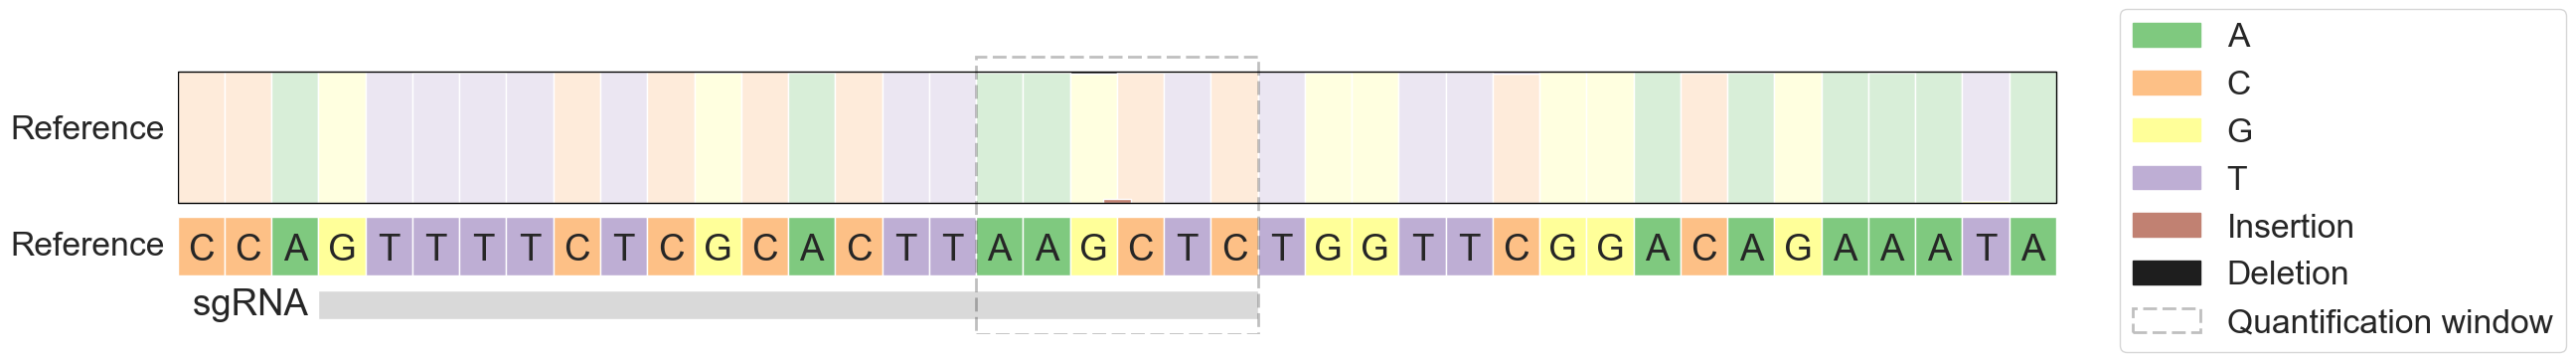 Reference
Reference C C A G T T T T C T C G C A C T T A A G C T C T G G T T C G G A C A G A A A T A
sgRNA
A
C
G
T
Insertion
Deletion
Quantification window